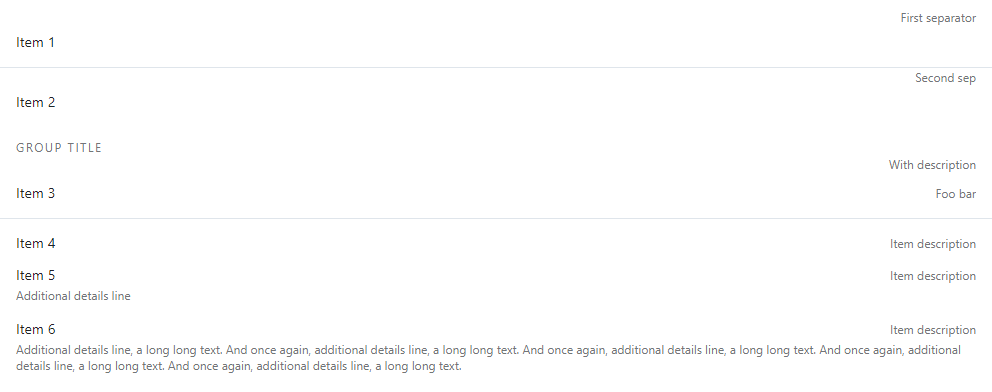 First separator
Item 1
Second sep
Item 2
GROUP TITLE
With description
Item 3 Foo bar
Item 4 Item description
Item 5 Item description
Additional details line
Item 6 Item description
Additional details line, a long long text. And once again, additional details line, a long long text. And once again, additional details line, a long long text. And once again, additional
details line, a long long text. And once again, additional details line, a long long text.